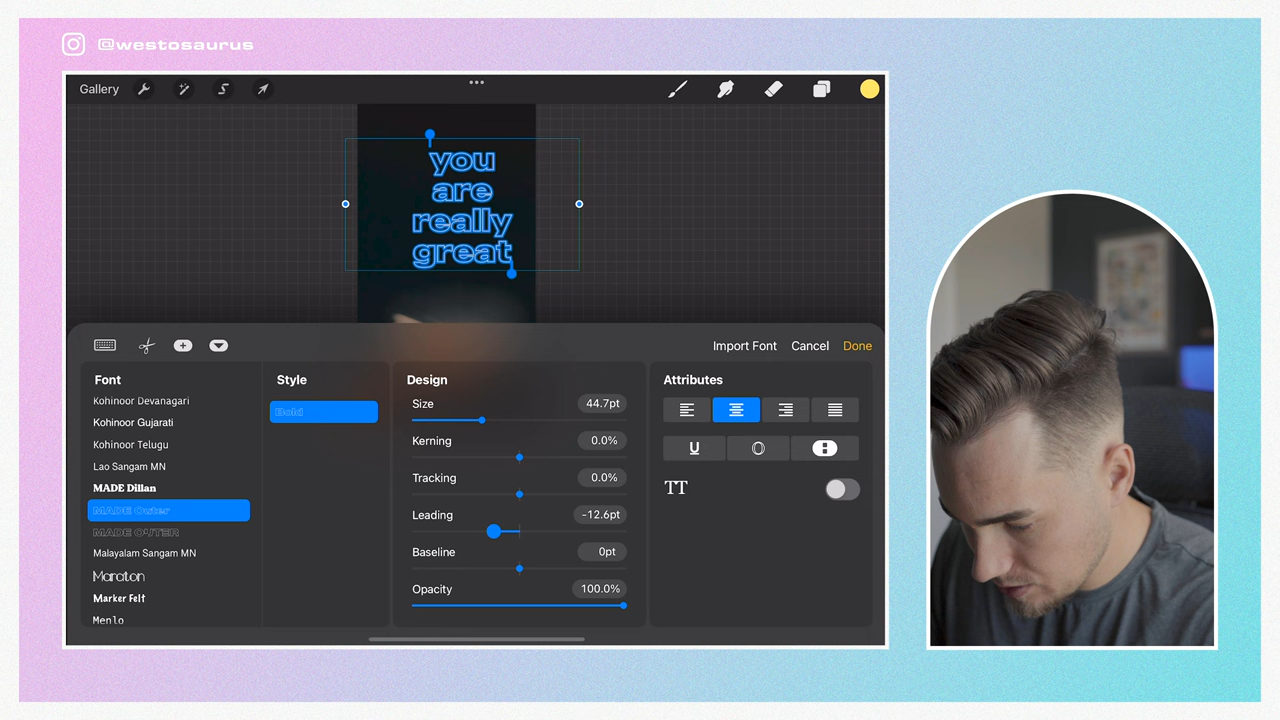 @westosaurus
Gallery
you
are
really
great
Import Font Cancel Done
Font
Kohinoor Devanagari
Kohinoor Gujarati
Kohinoor Telugu
Lao Sangam MN
MADE Dillan
MADE Outer
MADE OUTER
Malayalam Sangam MN
Maraton
Marker Felt
Menlo
Style
Bold
Design
Size 44.7pt
Kerning 0.0%
Tracking 0.0%
Leading -12.6pt
Baseline 0pt
Opacity 100.0%
Attributes
U O
TT